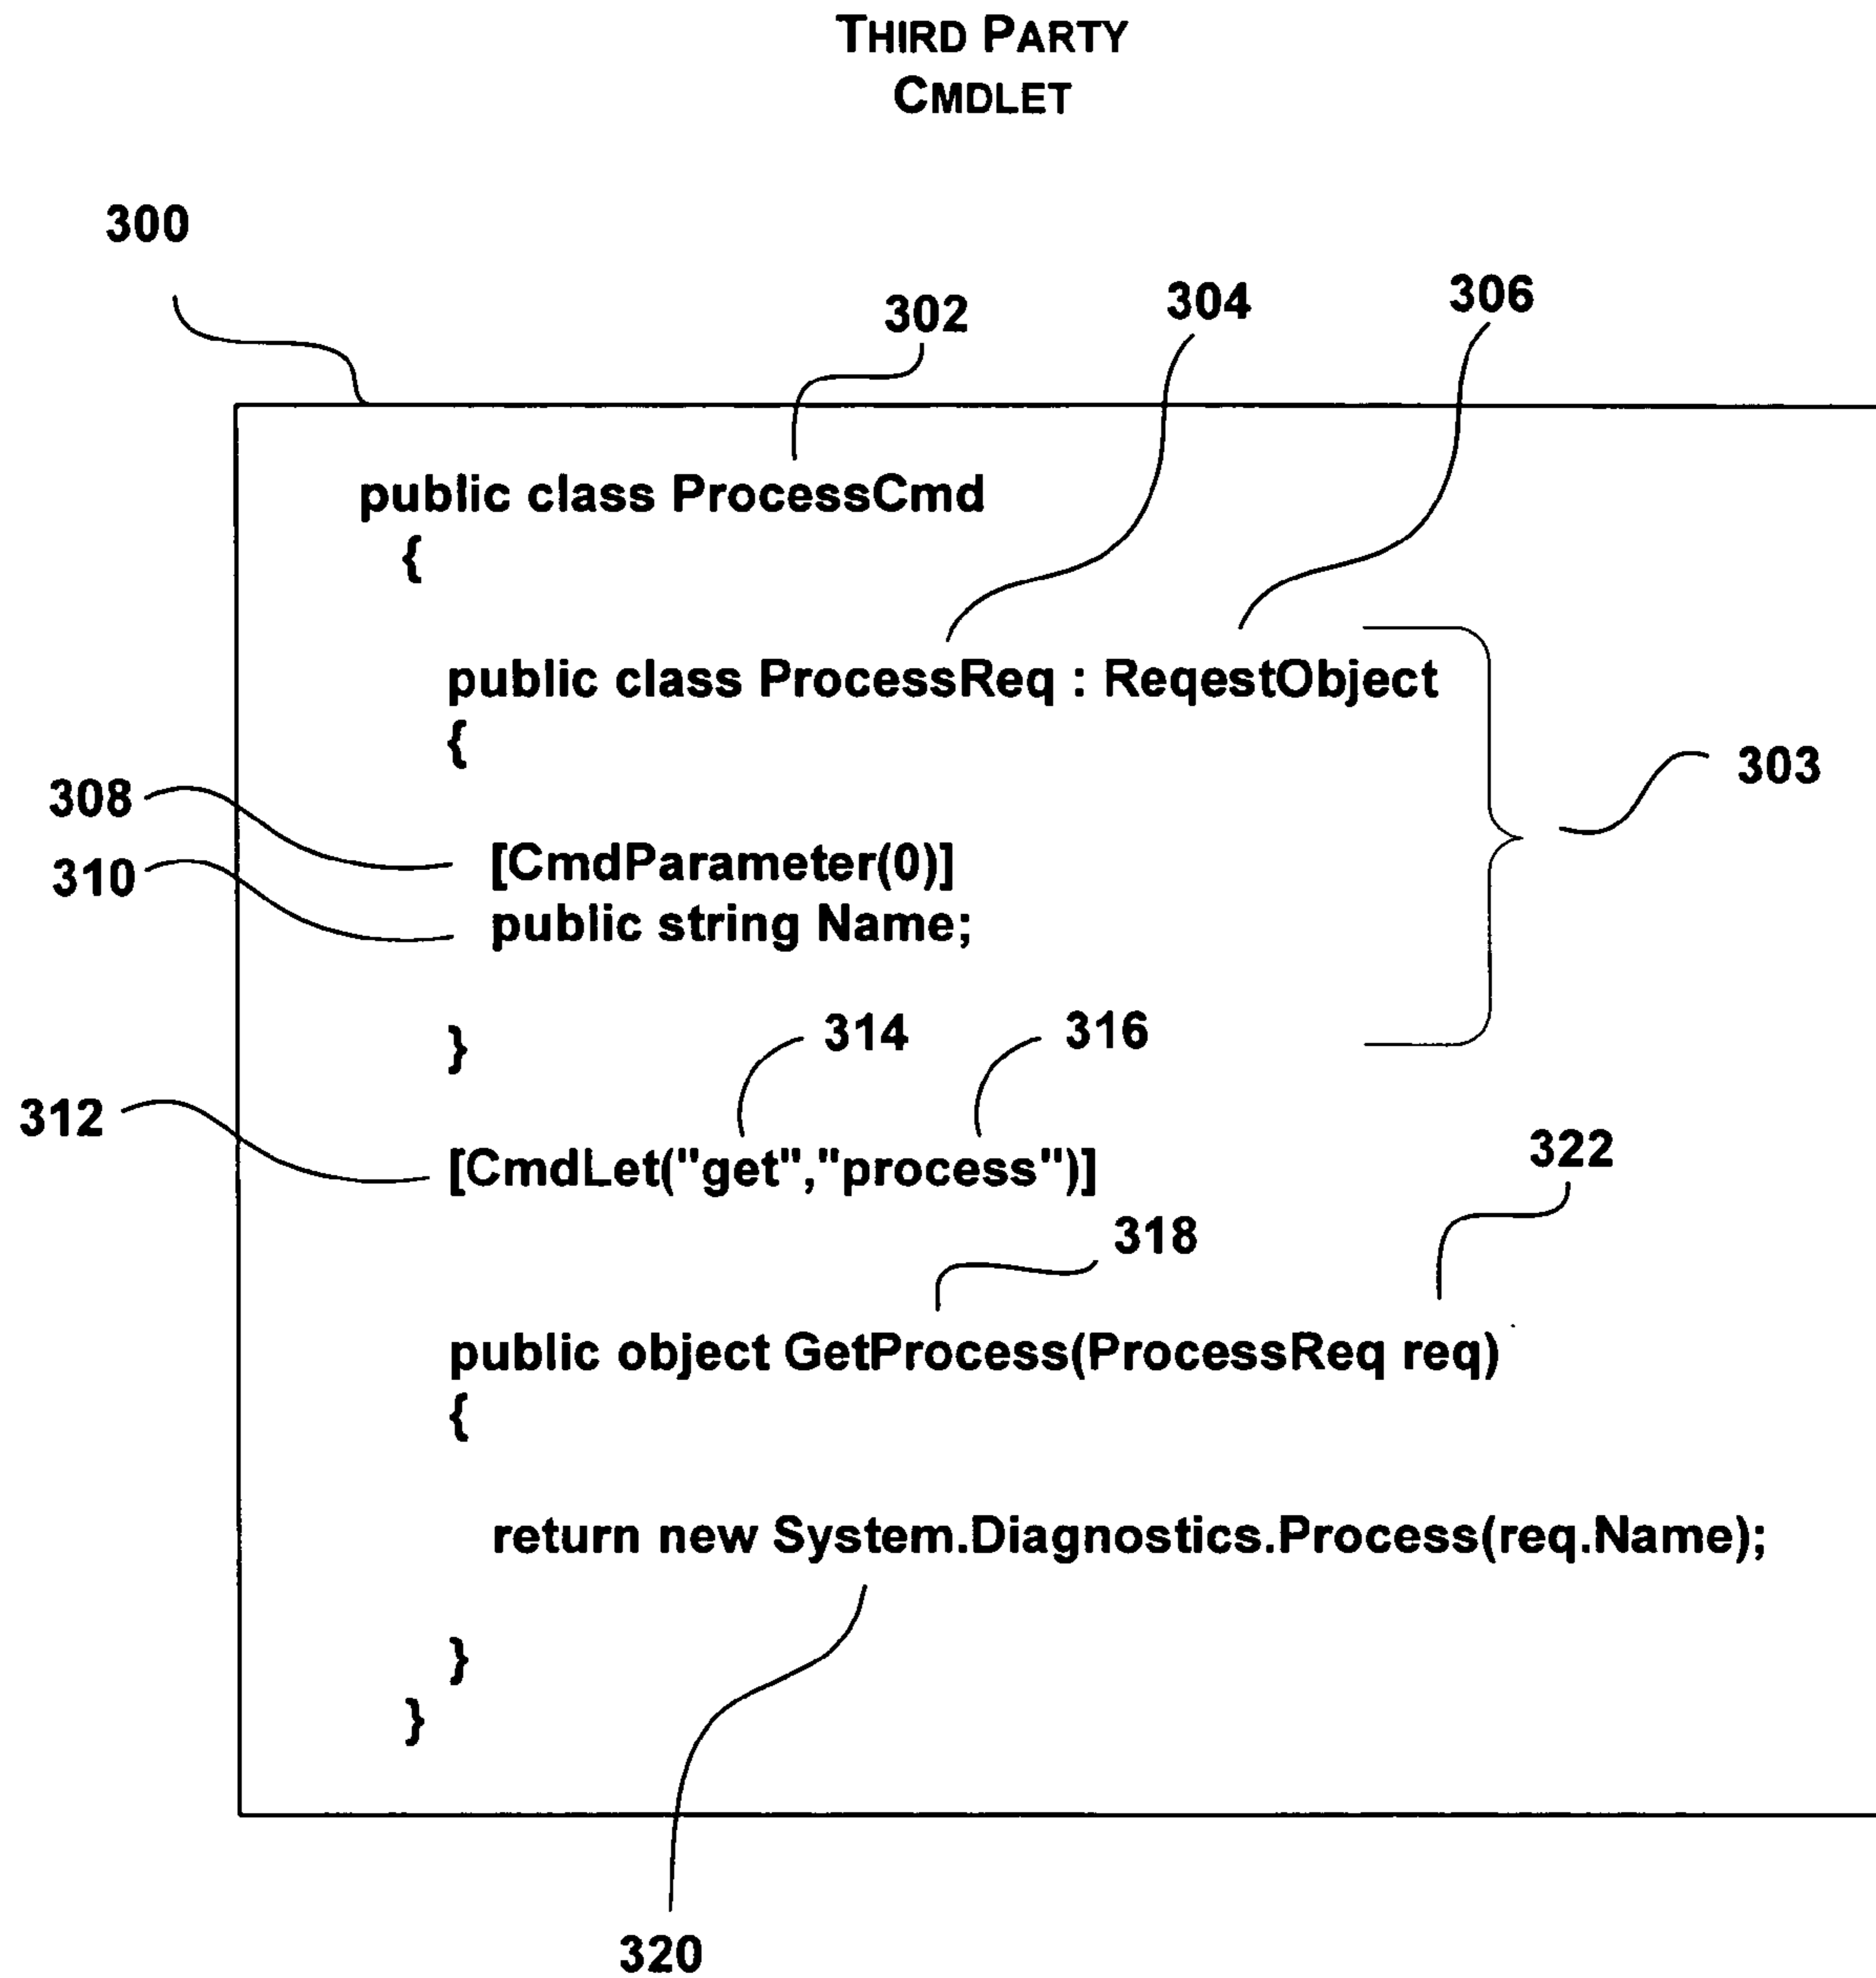 THIRD PARTY
CMDLET
300
302
304
306
public class ProcessCmd
{
public class ProcessReq : ReqestObject
{
303
308
[CmdParameter(0)]
310
public string Name;
}
314
316
312
[CmdLet("get","process")]
322
318
public object GetProcess(ProcessReq req)
{
return new System.Diagnostics.Process(req.Name);
}
}
320